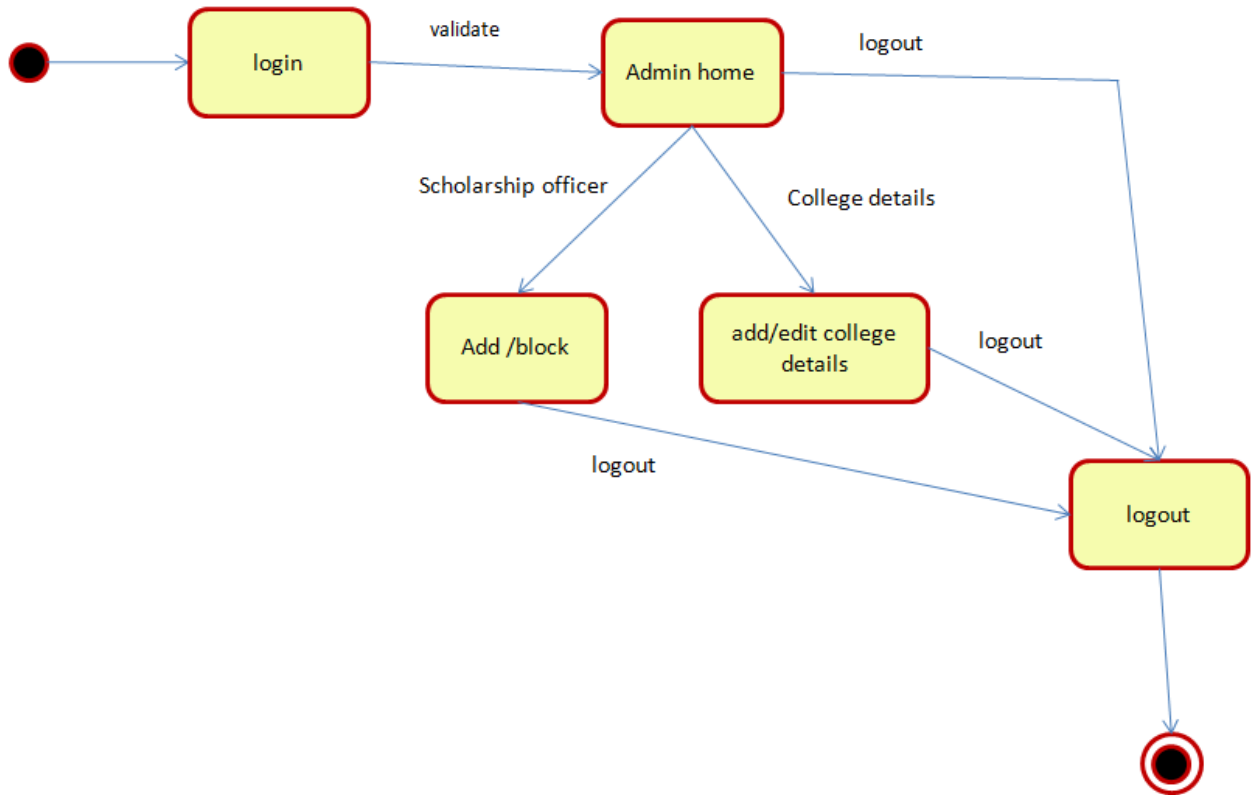 validate
login
Admin home
logout
Scholarship officer
College details
Add /block
add/edit college
details
logout
logout
logout